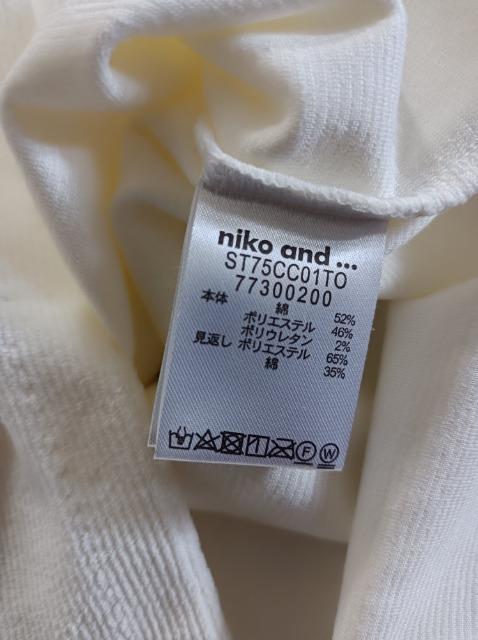 niko and ...
ST75CC01TO
77300200
本体 綿 52%
ポリエステル 46%
ポリウレタン 2%
見返し ポリエステル 65%
綿 35%
F W